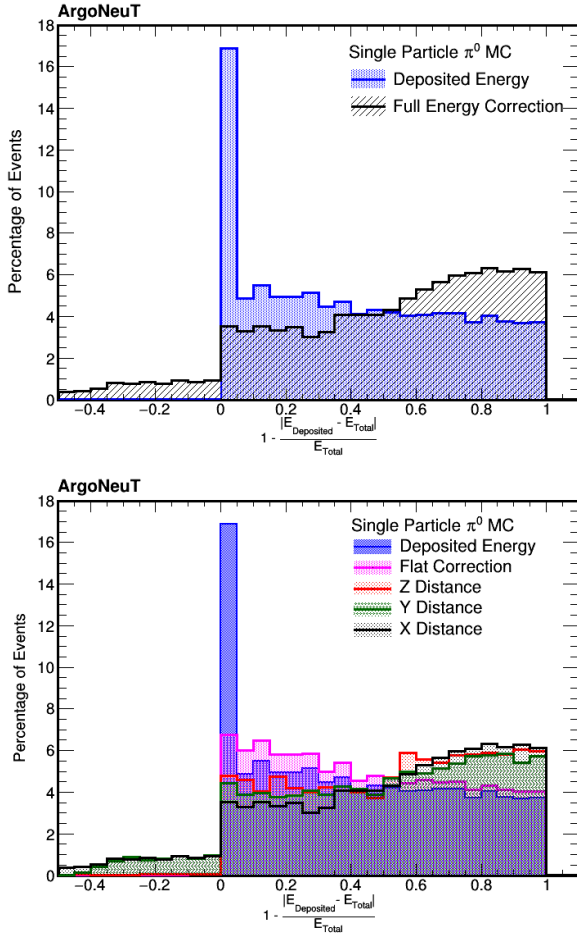 ArgoNeuT
18
16
14
12
10
8
6
4
2
0
Percentage of Events
Single Particle π⁰ MC
Deposited Energy
Full Energy Correction
−0.4 −0.2 0 0.2 0.4 0.6 0.8 1
|E_Deposited - E_Total|
1 -
E_Total
ArgoNeuT
18
16
14
12
10
8
6
4
2
0
Percentage of Events
Single Particle π⁰ MC
Deposited Energy
Flat Correction
Z Distance
Y Distance
X Distance
−0.4 −0.2 0 0.2 0.4 0.6 0.8 1
|E_Deposited - E_Total|
1 -
E_Total